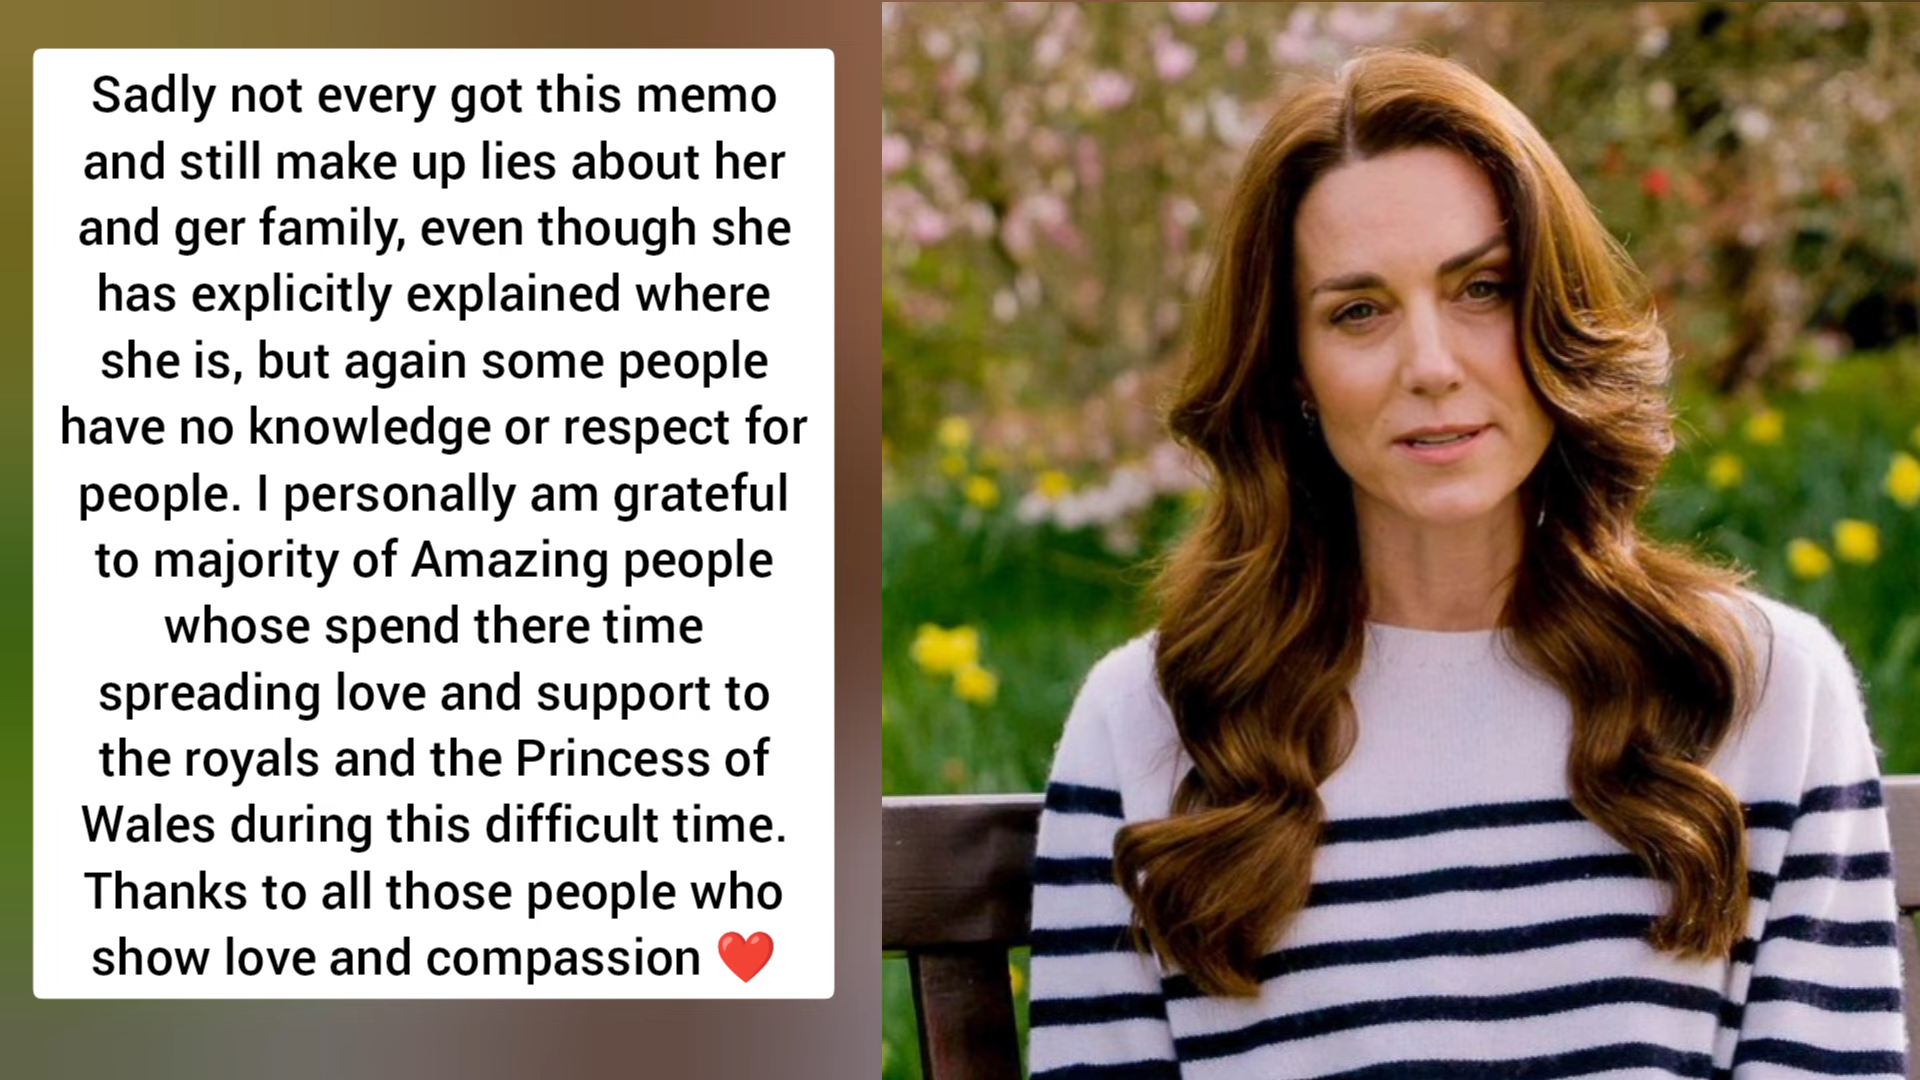 Sadly not every got this memo
and still make up lies about her
and ger family, even though she
has explicitly explained where
she is, but again some people
have no knowledge or respect for
people. I personally am grateful
to majority of Amazing people
whose spend there time
spreading love and support to
the royals and the Princess of
Wales during this difficult time.
Thanks to all those people who
show love and compassion ❤️